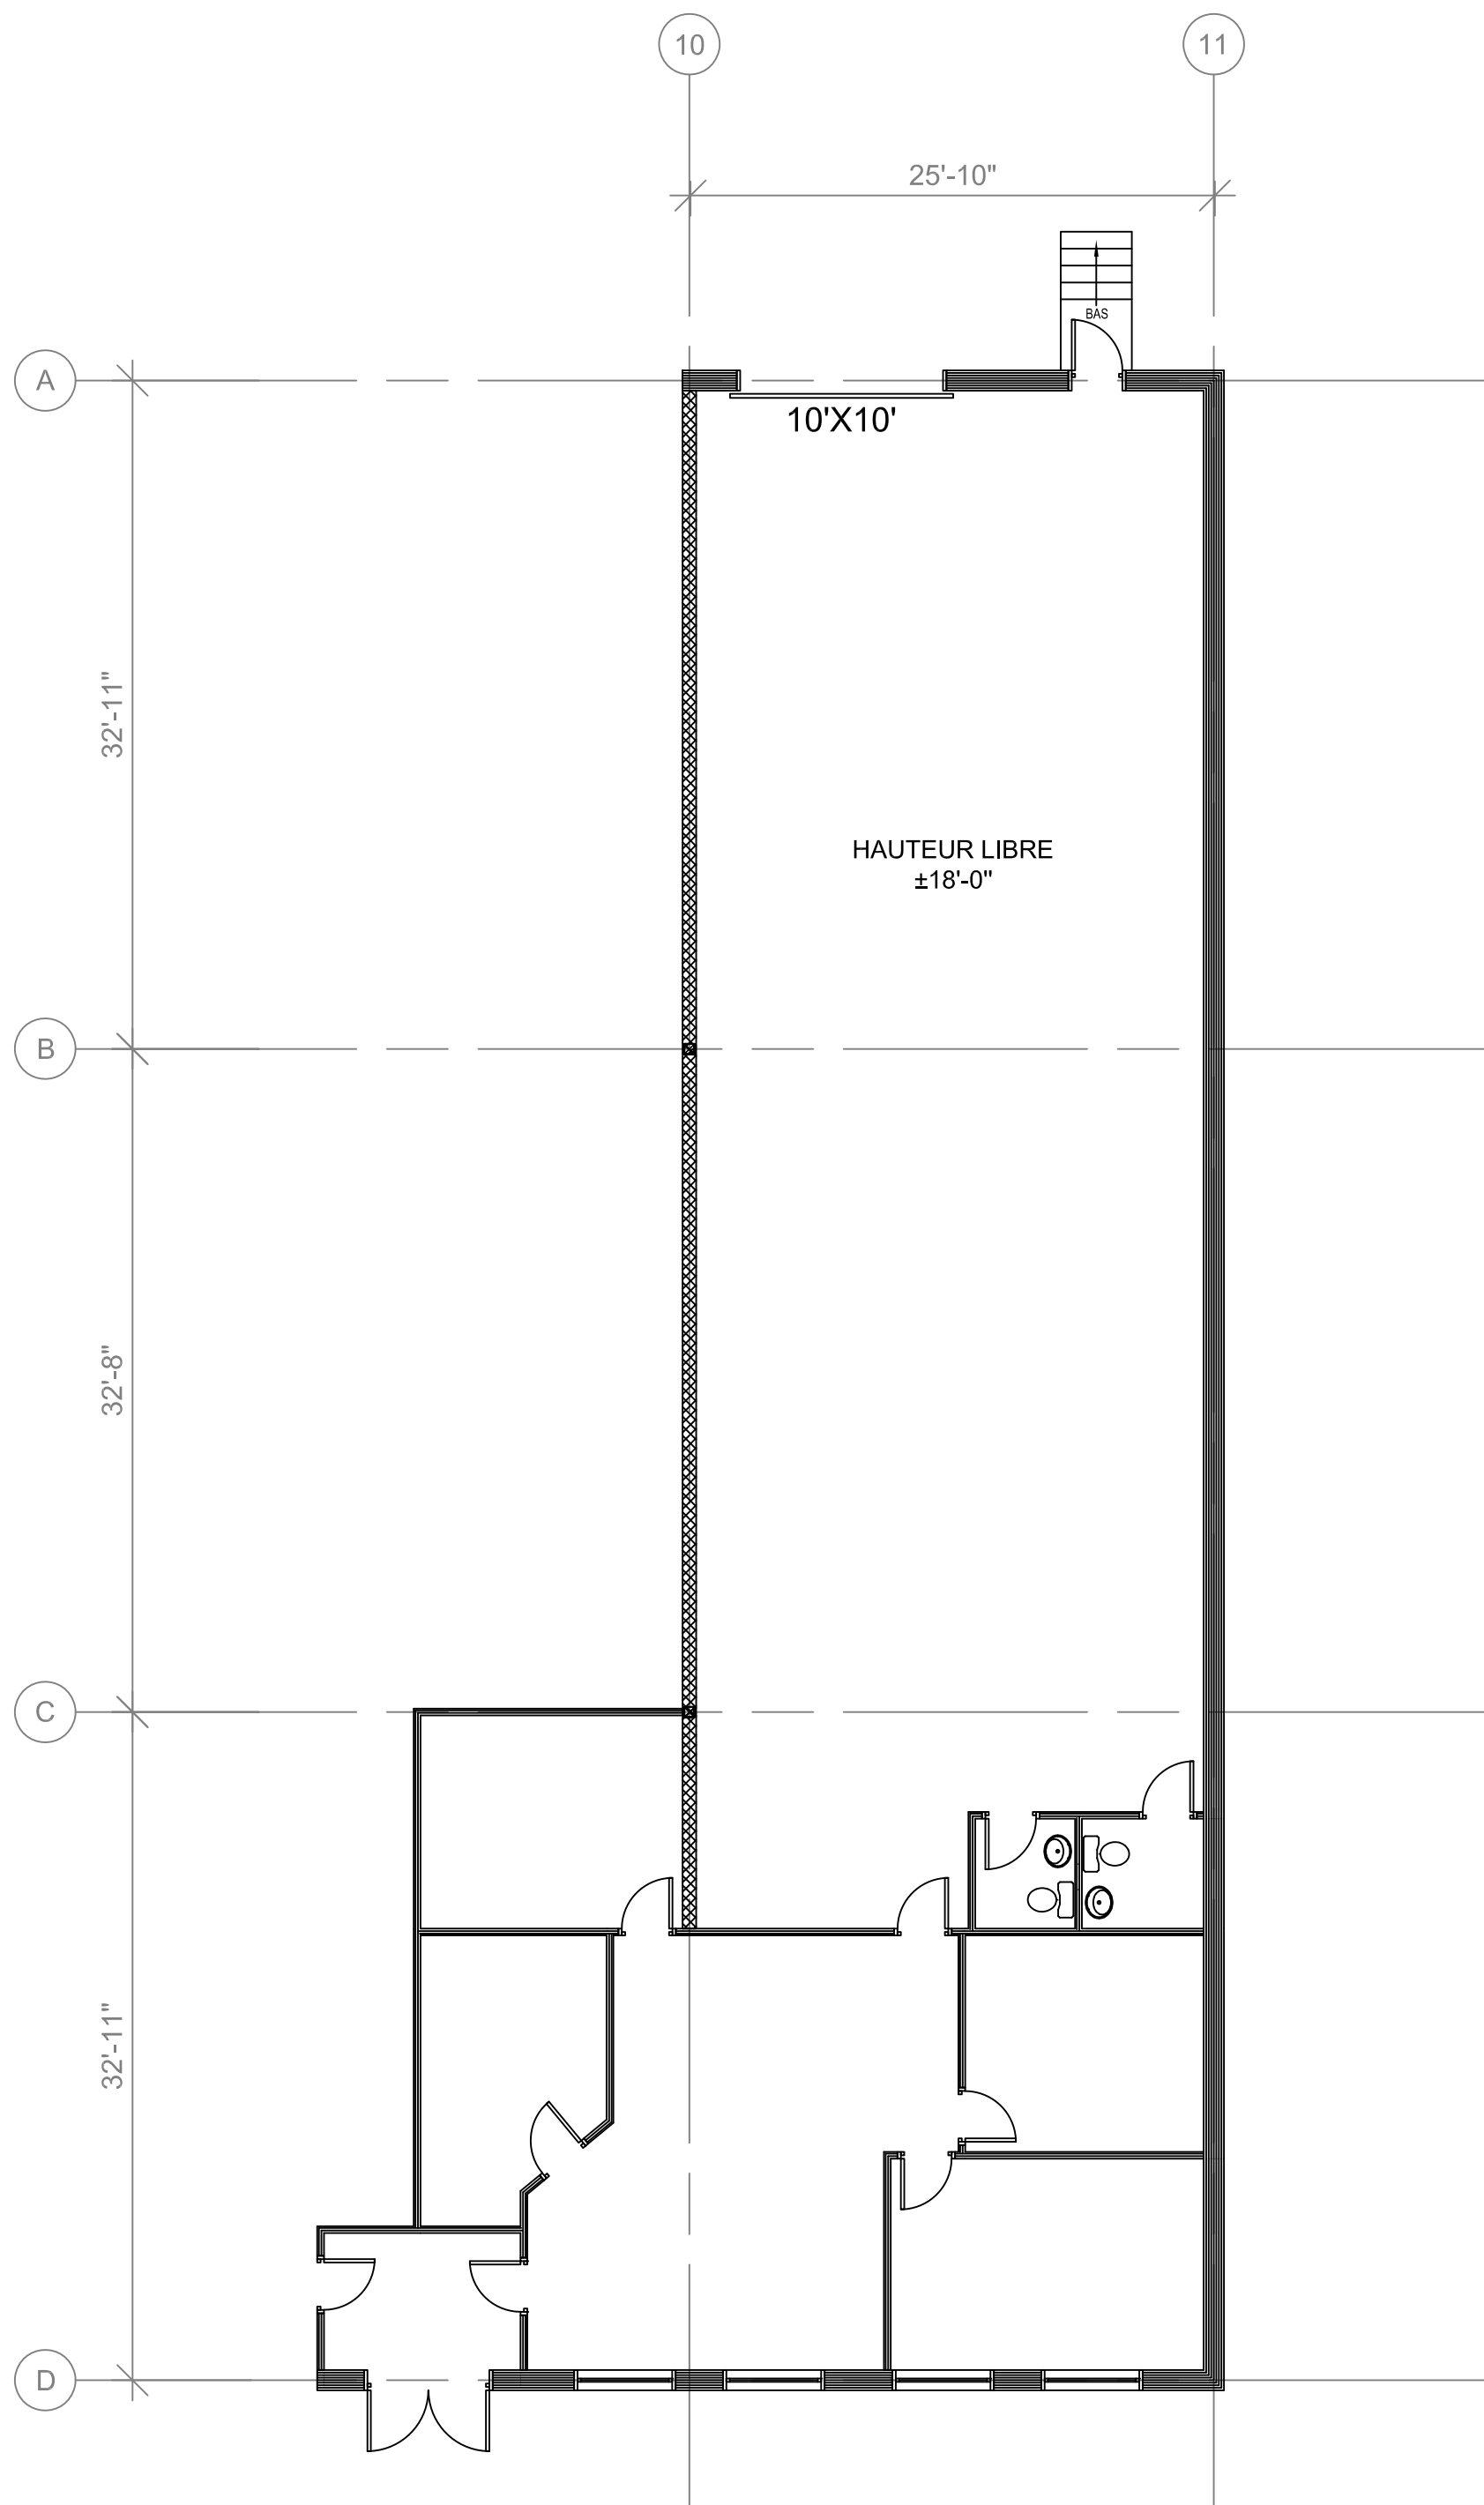 10
11
25'-10"
BAS
A
10'X10'
32'-11"
HAUTEUR LIBRE
±18'-0"
B
32'-8"
C
32'-11"
D